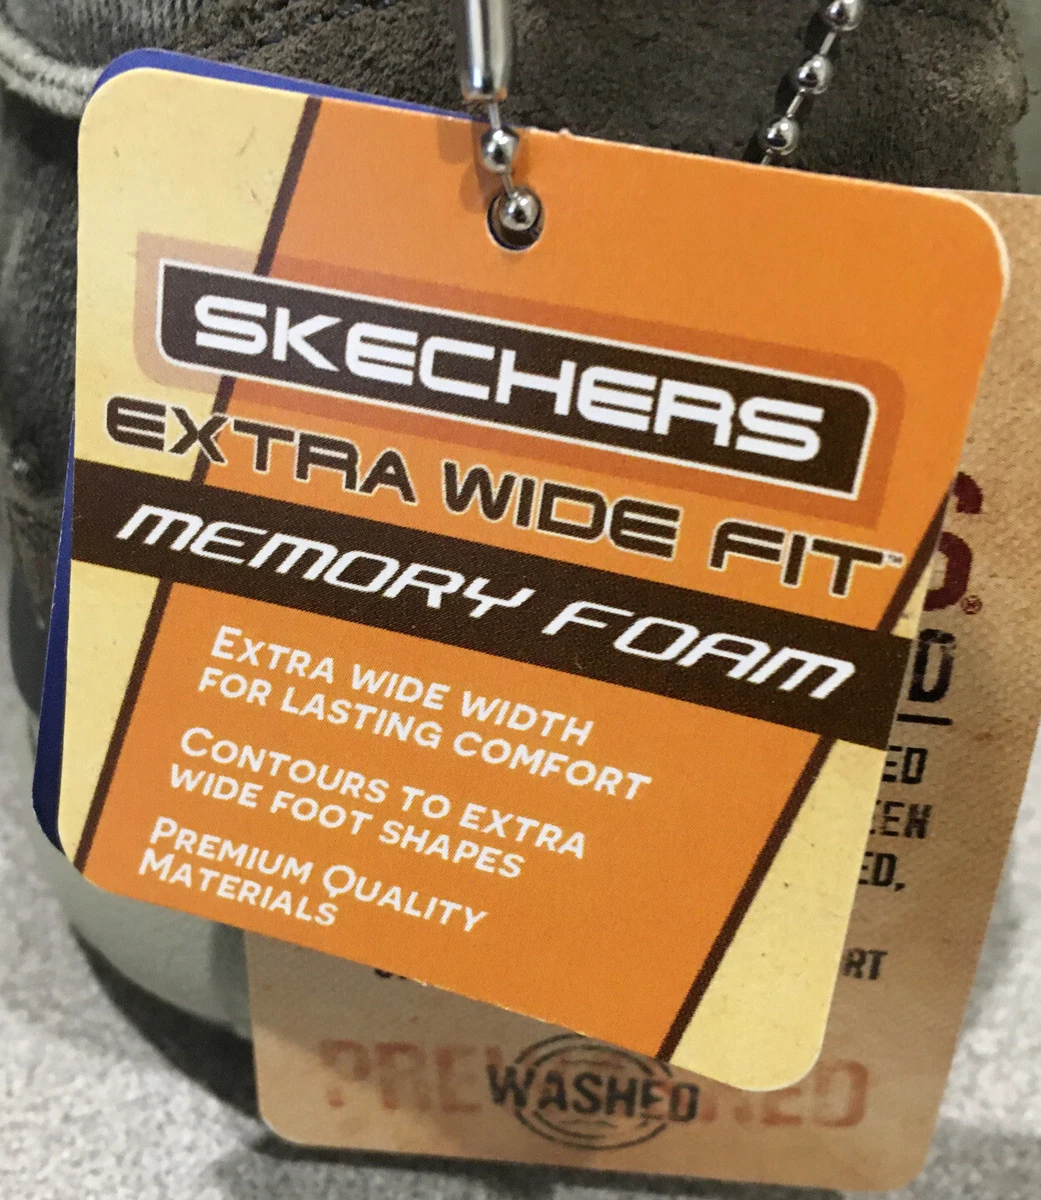 SKECHERS
EXTRA WIDE FIT™
MEMORY FOAM
EXTRA WIDE WIDTH
FOR LASTING COMFORT
CONTOURS TO EXTRA
WIDE FOOT SHAPES
PREMIUM QUALITY
MATERIALS
WASHED